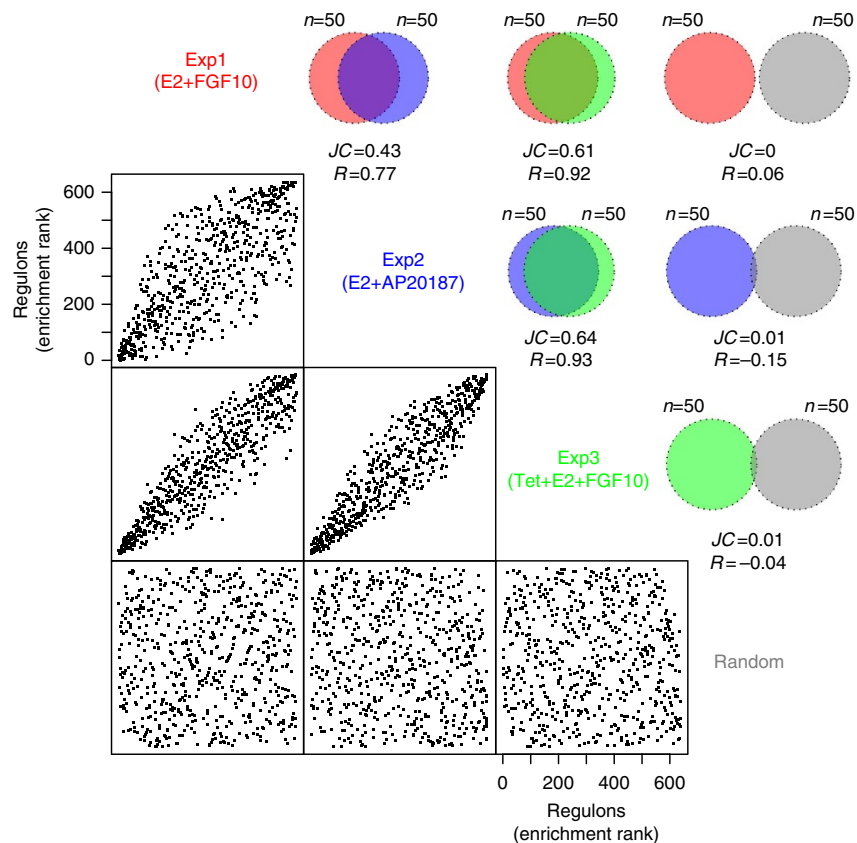 n=50 n=50 n=50 n=50 n=50
Exp1
(E2+FGF10)
JC=0.43 JC=0.61 JC=0
R=0.77 R=0.92 R=0.06
Regulons
(enrichment rank)
600
400
200
0
n=50 n=50 n=50 n=50
Exp2
(E2+AP20187)
JC=0.64 JC=0.01
R=0.93 R=–0.15
n=50 n=50
Exp3
(Tet+E2+FGF10)
JC=0.01
R=–0.04
Random
0 200 400 600
Regulons
(enrichment rank)